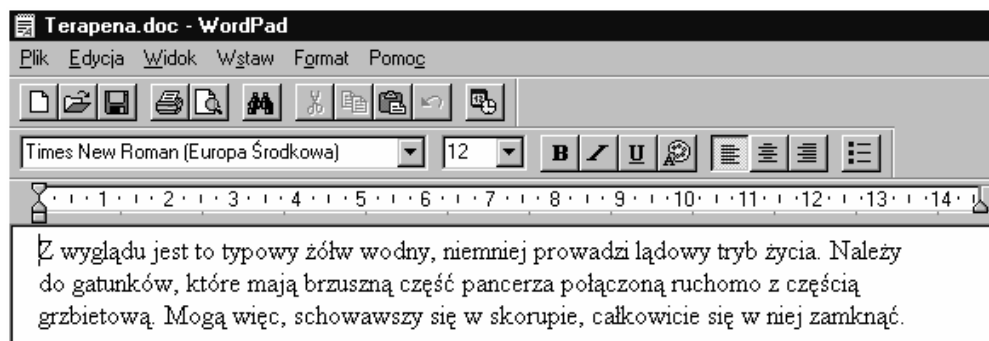 Terapena.doc - WordPad
Plik Edycja Widok Wstaw Format Pomoc
Times New Roman (Europa Środkowa) 12 B I U
1 2 3 4 5 6 7 8 9 10 11 12 13 14
Z wyglądu jest to typowy żółw wodny, niemniej prowadzi lądowy tryb życia. Należy
do gatunków, które mają brzuszną część pancerza połączoną ruchomo z częścią
grzbietową. Mogą więc, schowawszy się w skorupie, całkowicie się w niej zamknąć.